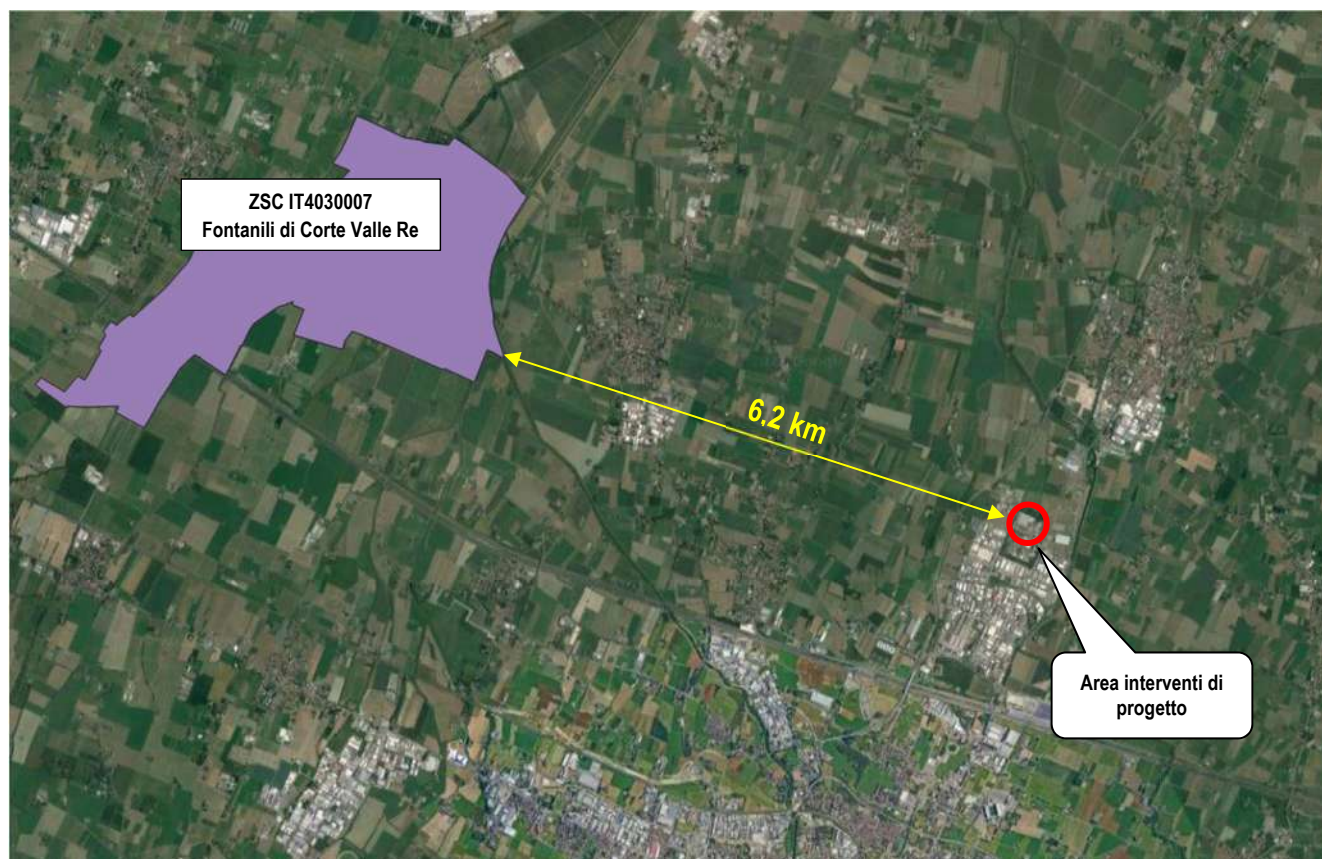 ZSC IT4030007
Fontanili di Corte Valle Re
6,2 km
Area interventi di
progetto